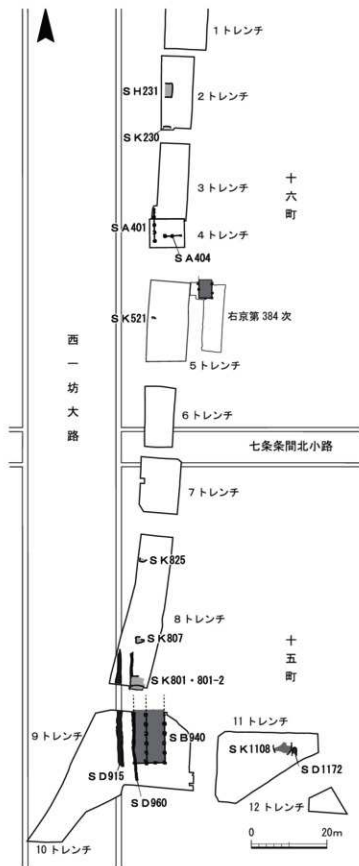 1トレンチ
SH231
2トレンチ
SK230
3トレンチ
十六町
SA401
4トレンチ
SA404
SK521
右京第384次
西一坊大路
5トレンチ
6トレンチ
七条条間北小路
7トレンチ
SK825
8トレンチ
SK807
十五町
SK801・801-2
9トレンチ
SB940
11トレンチ
SK1108
SD1172
SD915
SD960
12トレンチ
10トレンチ
0
20m